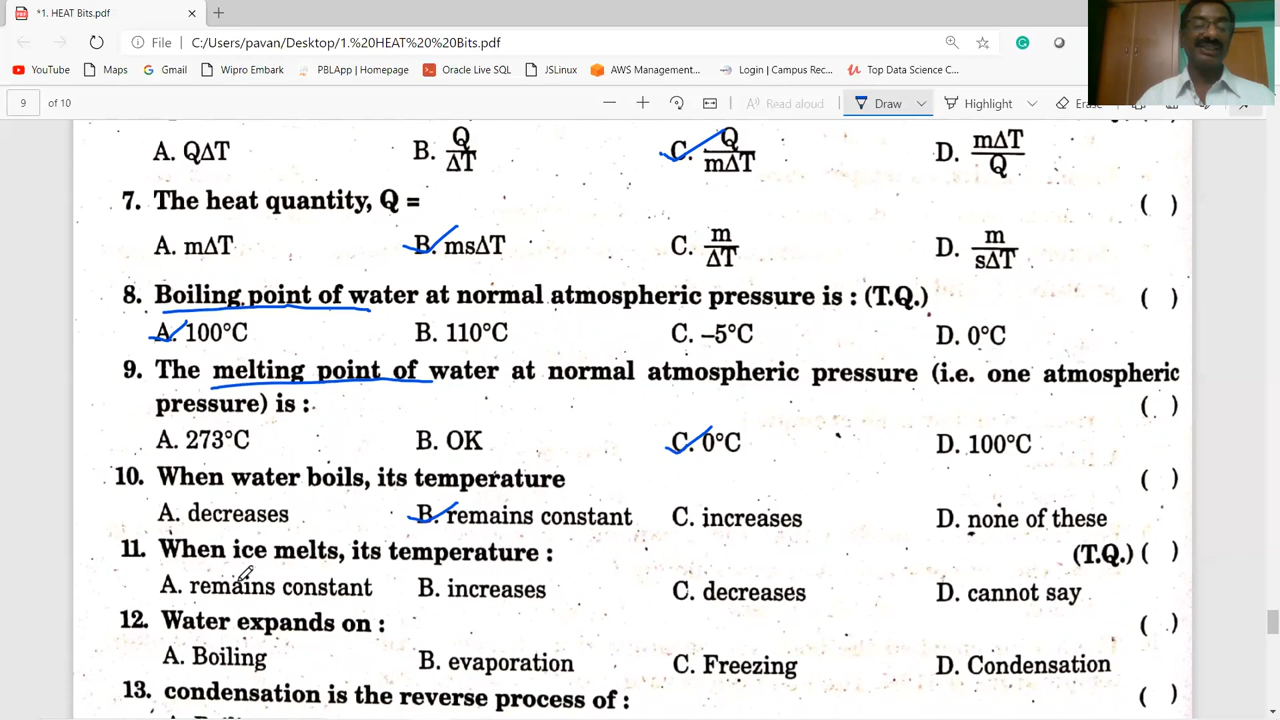 *1. HEAT Bits.pdf
File | C:/Users/pavan/Desktop/1.%20HEAT%20%20Bits.pdf
YouTube Maps Gmail Wipro Embark PBLApp | Homepage Oracle Live SQL JSLinux AWS Management... Login | Campus Rec... Top Data Science C...
9 of 10 Read aloud Draw Highlight Erase
A. QΔT B. Q/ΔT C. Q/mΔT D. mΔT/Q
7. The heat quantity, Q = ( )
A. mΔT B. msΔT C. m/ΔT D. m/sΔT
8. Boiling point of water at normal atmospheric pressure is : (T.Q.) ( )
A. 100°C B. 110°C C. –5°C D. 0°C
9. The melting point of water at normal atmospheric pressure (i.e. one atmospheric
pressure) is : ( )
A. 273°C B. OK C. 0°C D. 100°C
10. When water boils, its temperature ( )
A. decreases B. remains constant C. increases D. none of these
11. When ice melts, its temperature : (T.Q.) ( )
A. remains constant B. increases C. decreases D. cannot say
12. Water expands on : ( )
A. Boiling B. evaporation C. Freezing D. Condensation
13. condensation is the reverse process of : ( )